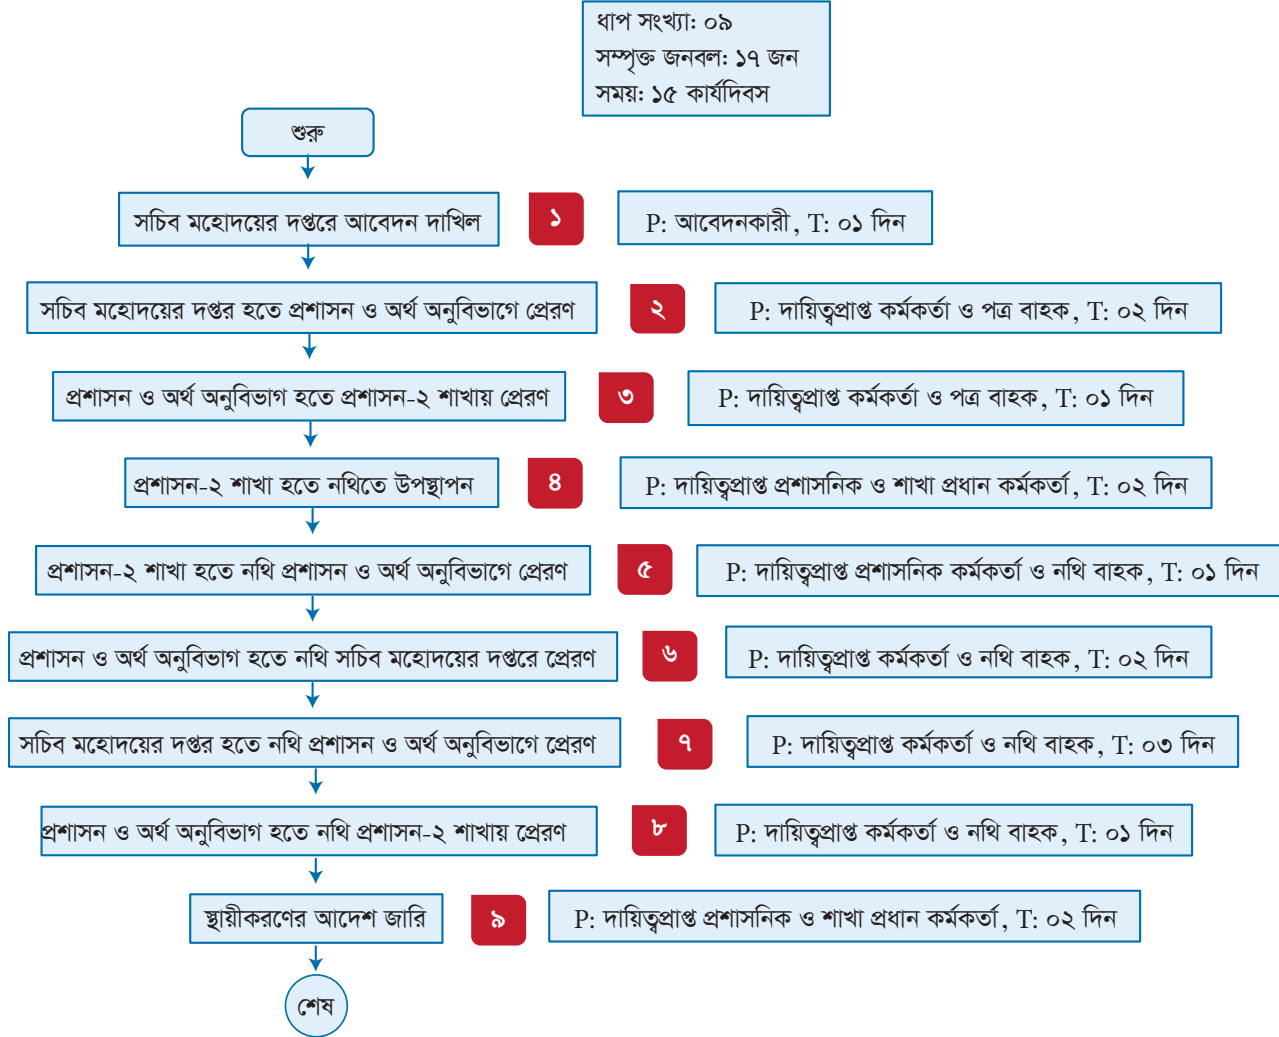 ধাপ সংখ্যা: ০৯
সম্পৃক্ত জনবল: ১৭ জন
সময়: ১৫ কার্যদিবস
শুরু
সচিব মহোদয়ের দপ্তরে আবেদন দাখিল
১
P: আবেদনকারী, T: ০১ দিন
সচিব মহোদয়ের দপ্তর হতে প্রশাসন ও অর্থ অনুবিভাগে প্রেরণ
২
P: দায়িত্বপ্রাপ্ত কর্মকর্তা ও পত্র বাহক, T: ০২ দিন
প্রশাসন ও অর্থ অনুবিভাগ হতে প্রশাসন-২ শাখায় প্রেরণ
৩
P: দায়িত্বপ্রাপ্ত কর্মকর্তা ও পত্র বাহক, T: ০১ দিন
প্রশাসন-২ শাখা হতে নথিতে উপস্থাপন
৪
P: দায়িত্বপ্রাপ্ত প্রশাসনিক ও শাখা প্রধান কর্মকর্তা, T: ০২ দিন
প্রশাসন-২ শাখা হতে নথি প্রশাসন ও অর্থ অনুবিভাগে প্রেরণ
৫
P: দায়িত্বপ্রাপ্ত প্রশাসনিক কর্মকর্তা ও নথি বাহক, T: ০১ দিন
প্রশাসন ও অর্থ অনুবিভাগ হতে নথি সচিব মহোদয়ের দপ্তরে প্রেরণ
৬
P: দায়িত্বপ্রাপ্ত কর্মকর্তা ও নথি বাহক, T: ০২ দিন
সচিব মহোদয়ের দপ্তর হতে নথি প্রশাসন ও অর্থ অনুবিভাগে প্রেরণ
৭
P: দায়িত্বপ্রাপ্ত কর্মকর্তা ও নথি বাহক, T: ০৩ দিন
প্রশাসন ও অর্থ অনুবিভাগ হতে নথি প্রশাসন-২ শাখায় প্রেরণ
৮
P: দায়িত্বপ্রাপ্ত কর্মকর্তা ও নথি বাহক, T: ০১ দিন
স্থায়ীকরণের আদেশ জারি
৯
P: দায়িত্বপ্রাপ্ত প্রশাসনিক ও শাখা প্রধান কর্মকর্তা, T: ০২ দিন
শেষ